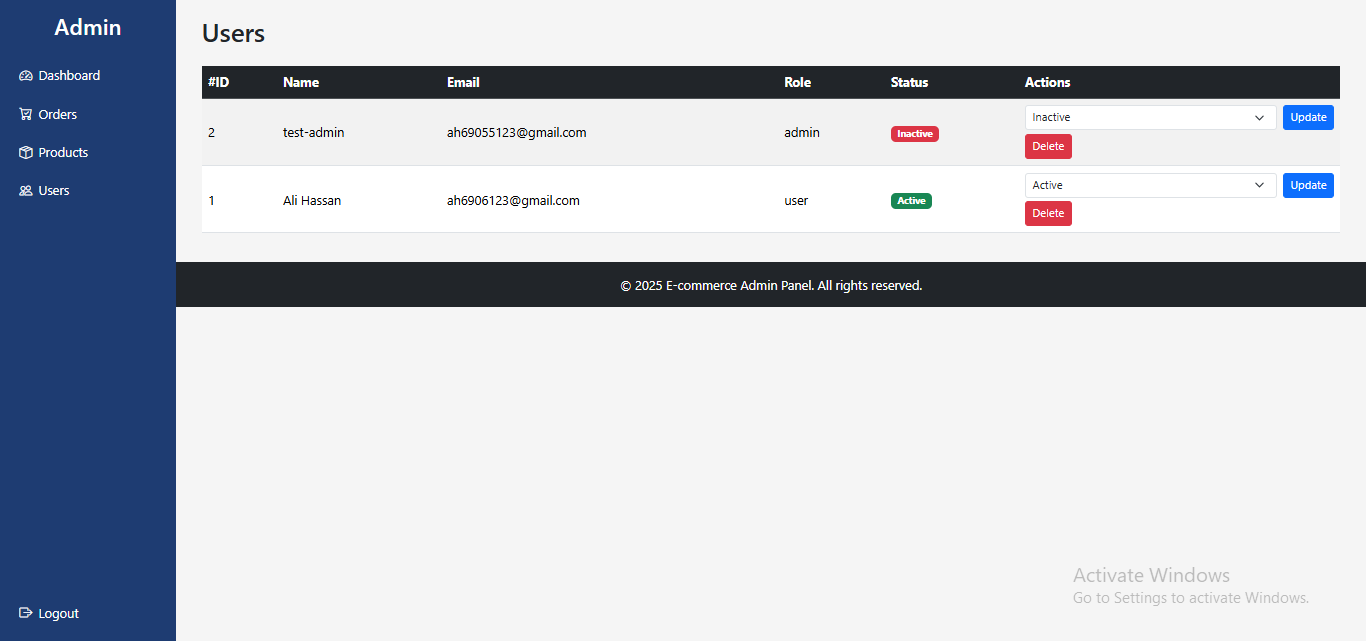 Admin
Dashboard
Orders
Products
Users
Logout
Users
#ID Name Email Role Status Actions
2 test-admin ah69055123@gmail.com admin Inactive Inactive Update
Delete
1 Ali Hassan ah6906123@gmail.com user Active Active Update
Delete
© 2025 E-commerce Admin Panel. All rights reserved.
Activate Windows
Go to Settings to activate Windows.